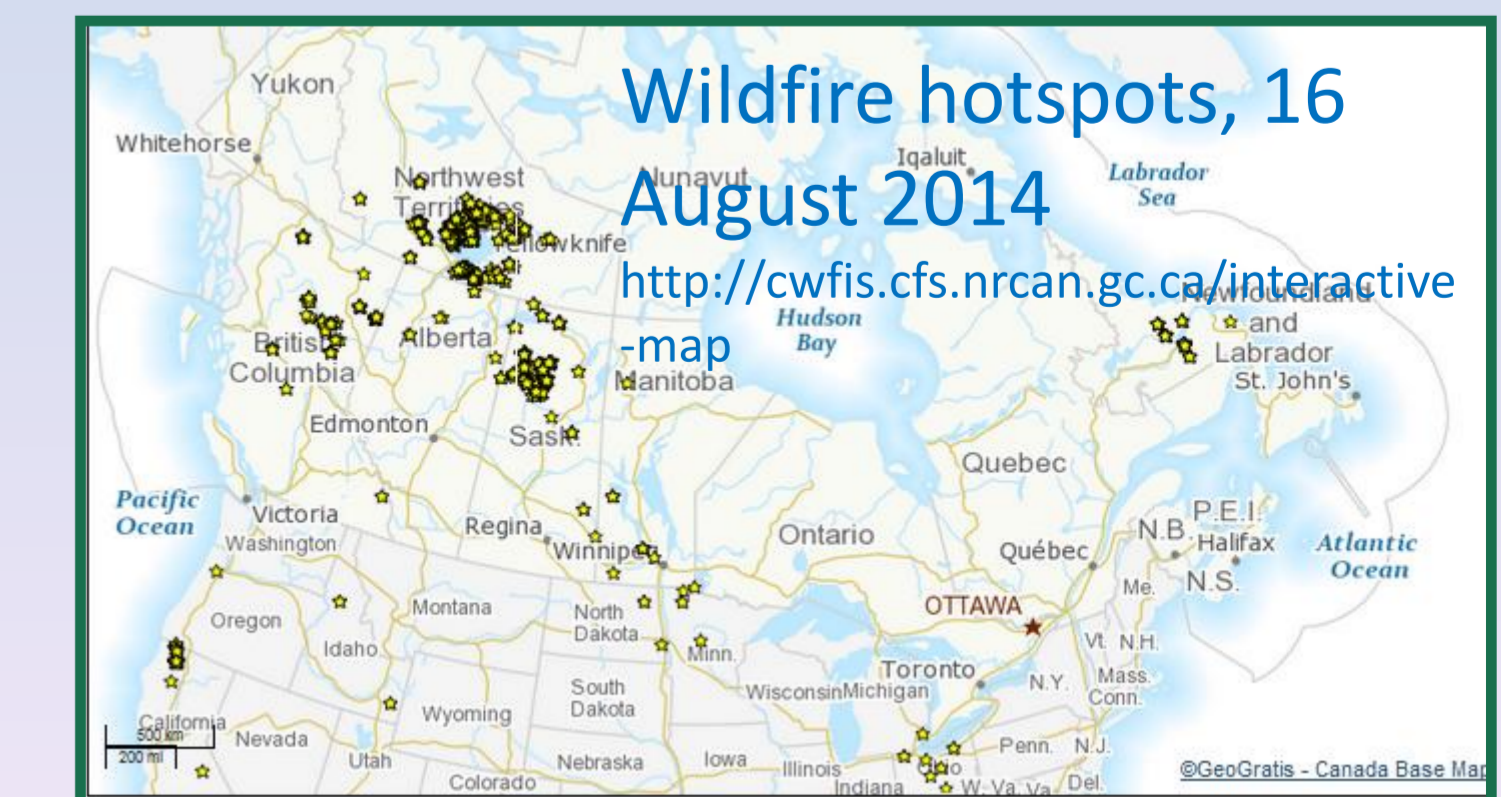 Wildfire hotspots, 16
August 2014
http://cwfis.cfs.nrcan.gc.ca/interactive
-map
Yukon
Whitehorse
Northwest
Territories
Yellowknife
Nunavut
Iqaluit
Labrador
Sea
Hudson
Bay
Newfoundland
and
Labrador
St. John's
British
Columbia
Alberta
Manitoba
Edmonton
Sask.
Quebec
Pacific
Ocean
Victoria
Washington
Regina
Winnipeg
Ontario
Québec
N.B.
P.E.I.
Halifax
N.S.
Atlantic
Ocean
Oregon
Idaho
Montana
North
Dakota
Minn.
OTTAWA
Me.
Vt.
N.H.
Mass.
Conn.
Toronto
N.Y.
South
Dakota
Wisconsin
Michigan
Wyoming
California
500 km
200 mi
Nevada
Utah
Colorado
Nebraska
Iowa
Illinois
Indiana
Ohio
Penn.
N.J.
W. Va.
Va.
Del.
©GeoGratis - Canada Base Map